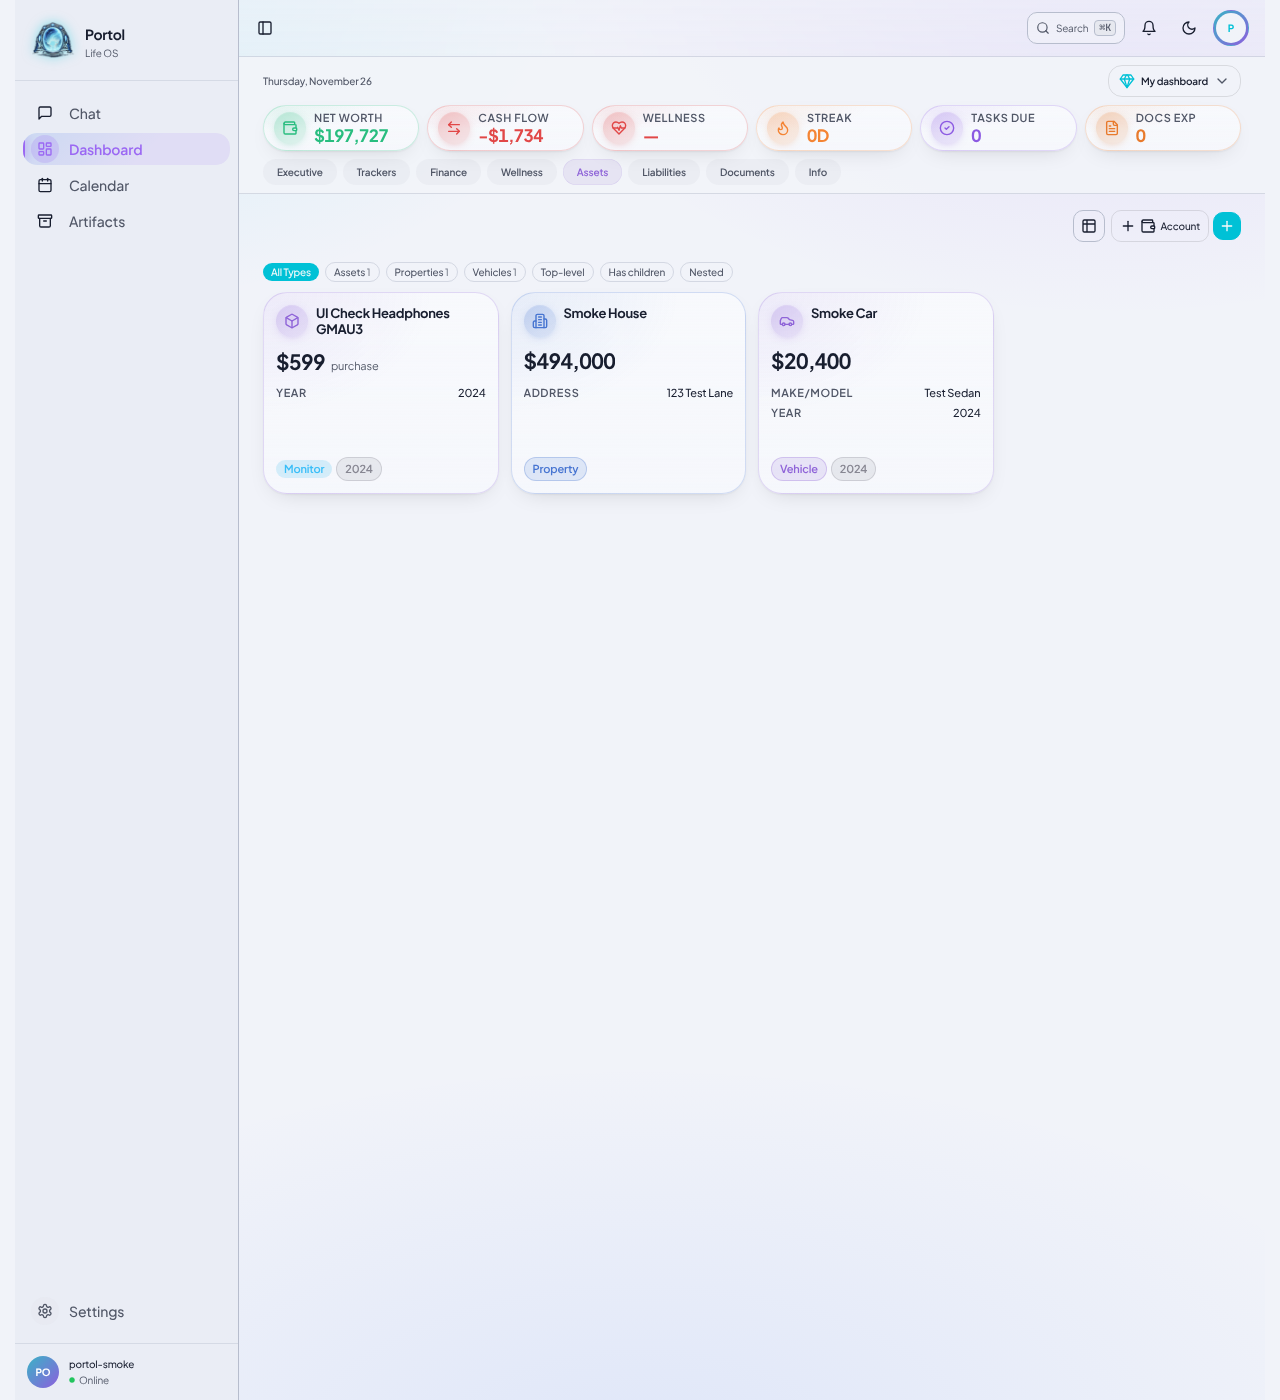 Portol
Life OS
Search ⌘K
P
Chat
Dashboard
Calendar
Artifacts
Thursday, November 26
My dashboard
NET WORTH
$197,727
CASH FLOW
-$1,734
WELLNESS
—
STREAK
0D
TASKS DUE
0
DOCS EXP
0
Executive
Trackers
Finance
Wellness
Assets
Liabilities
Documents
Info
Account
All Types
Assets 1
Properties 1
Vehicles 1
Top-level
Has children
Nested
UI Check Headphones
GMAU3
$599 purchase
YEAR 2024
Monitor 2024
Smoke House
$494,000
ADDRESS 123 Test Lane
Property
Smoke Car
$20,400
MAKE/MODEL Test Sedan
YEAR 2024
Vehicle 2024
Settings
PO
portol-smoke
Online